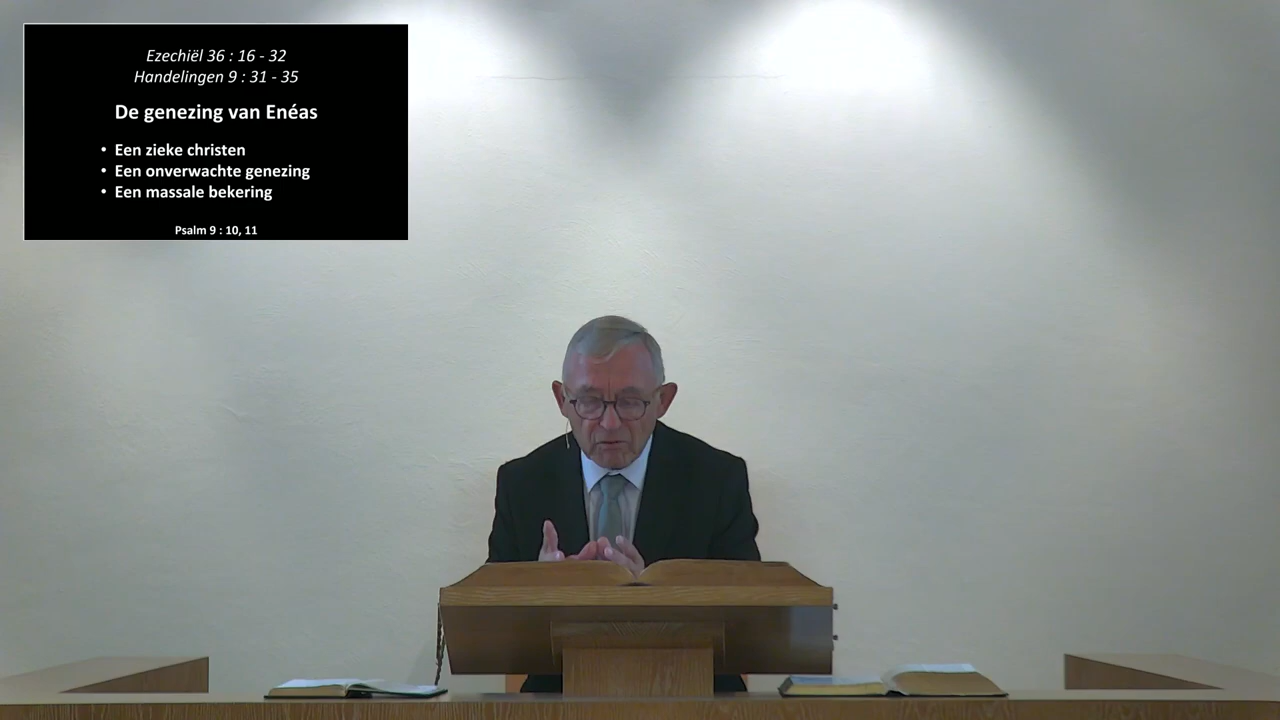 Ezechiël 36 : 16 - 32
Handelingen 9 : 31 - 35
De genezing van Enéas
• Een zieke christen
• Een onverwachte genezing
• Een massale bekering
Psalm 9 : 10, 11